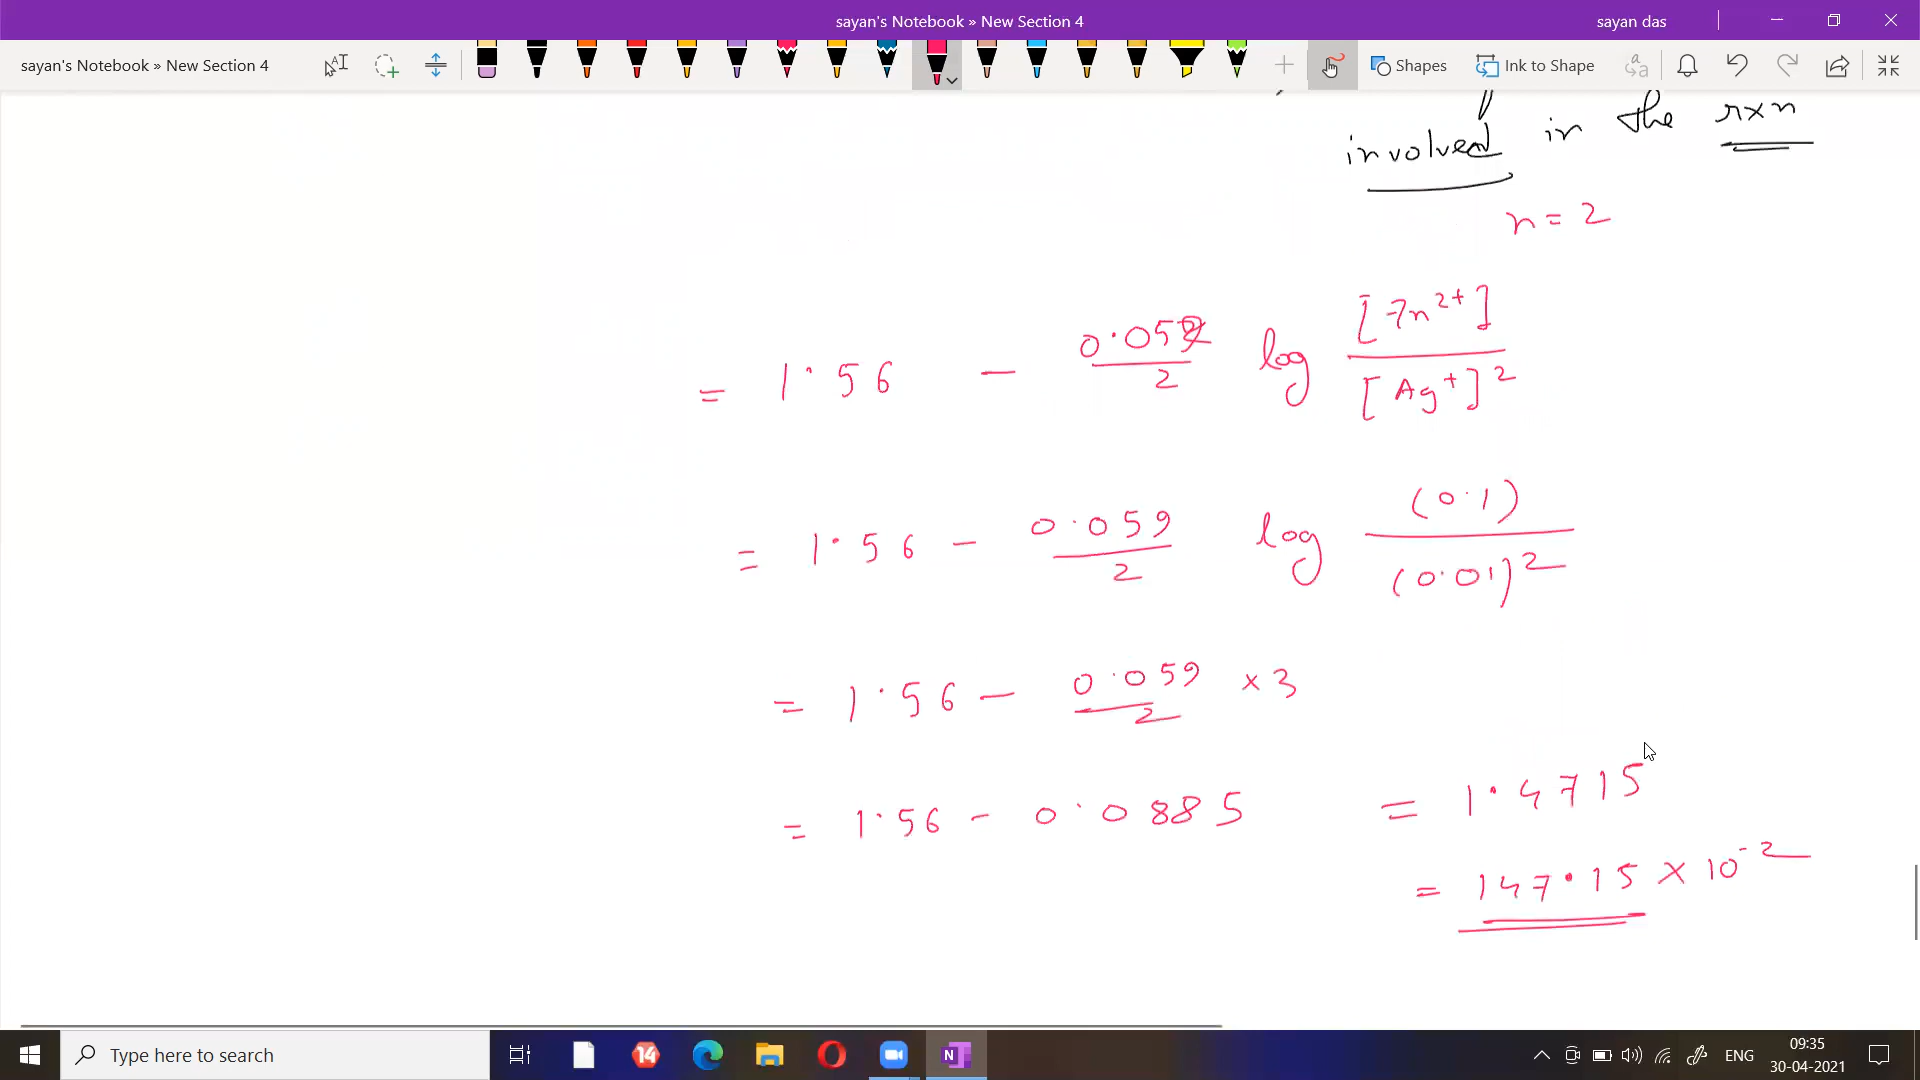 sayan's Notebook » New Section 4
sayan das
sayan's Notebook » New Section 4
Shapes
Ink to Shape
involved in the rxn
n = 2
= 1.56 - 0.059/2 log [Zn2+]/[Ag+]2
= 1.56 - 0.059/2 log (0.1)/(0.01)2
= 1.56 - 0.059/2 × 3
= 1.56 - 0.0885 = 1.4715
= 147.15 × 10-2
Type here to search
14
N
ENG
09:35
30-04-2021